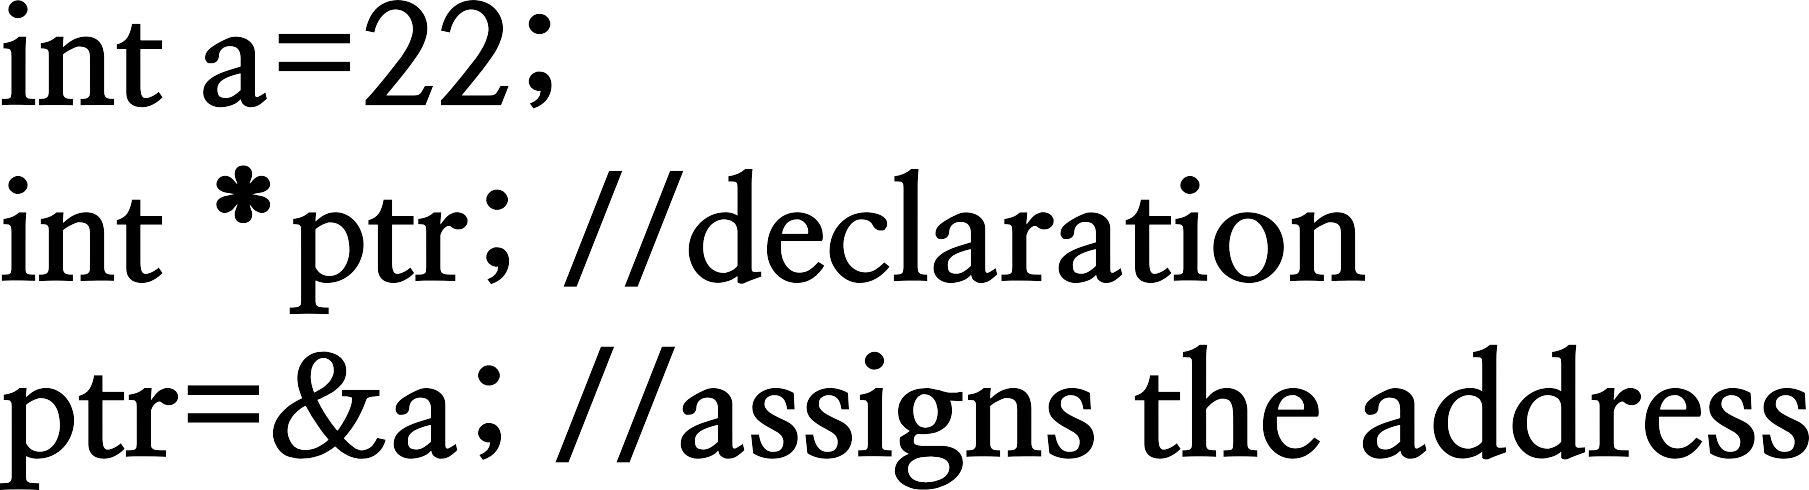 int a=22;
int *ptr; //declaration
ptr=&a; //assigns the address